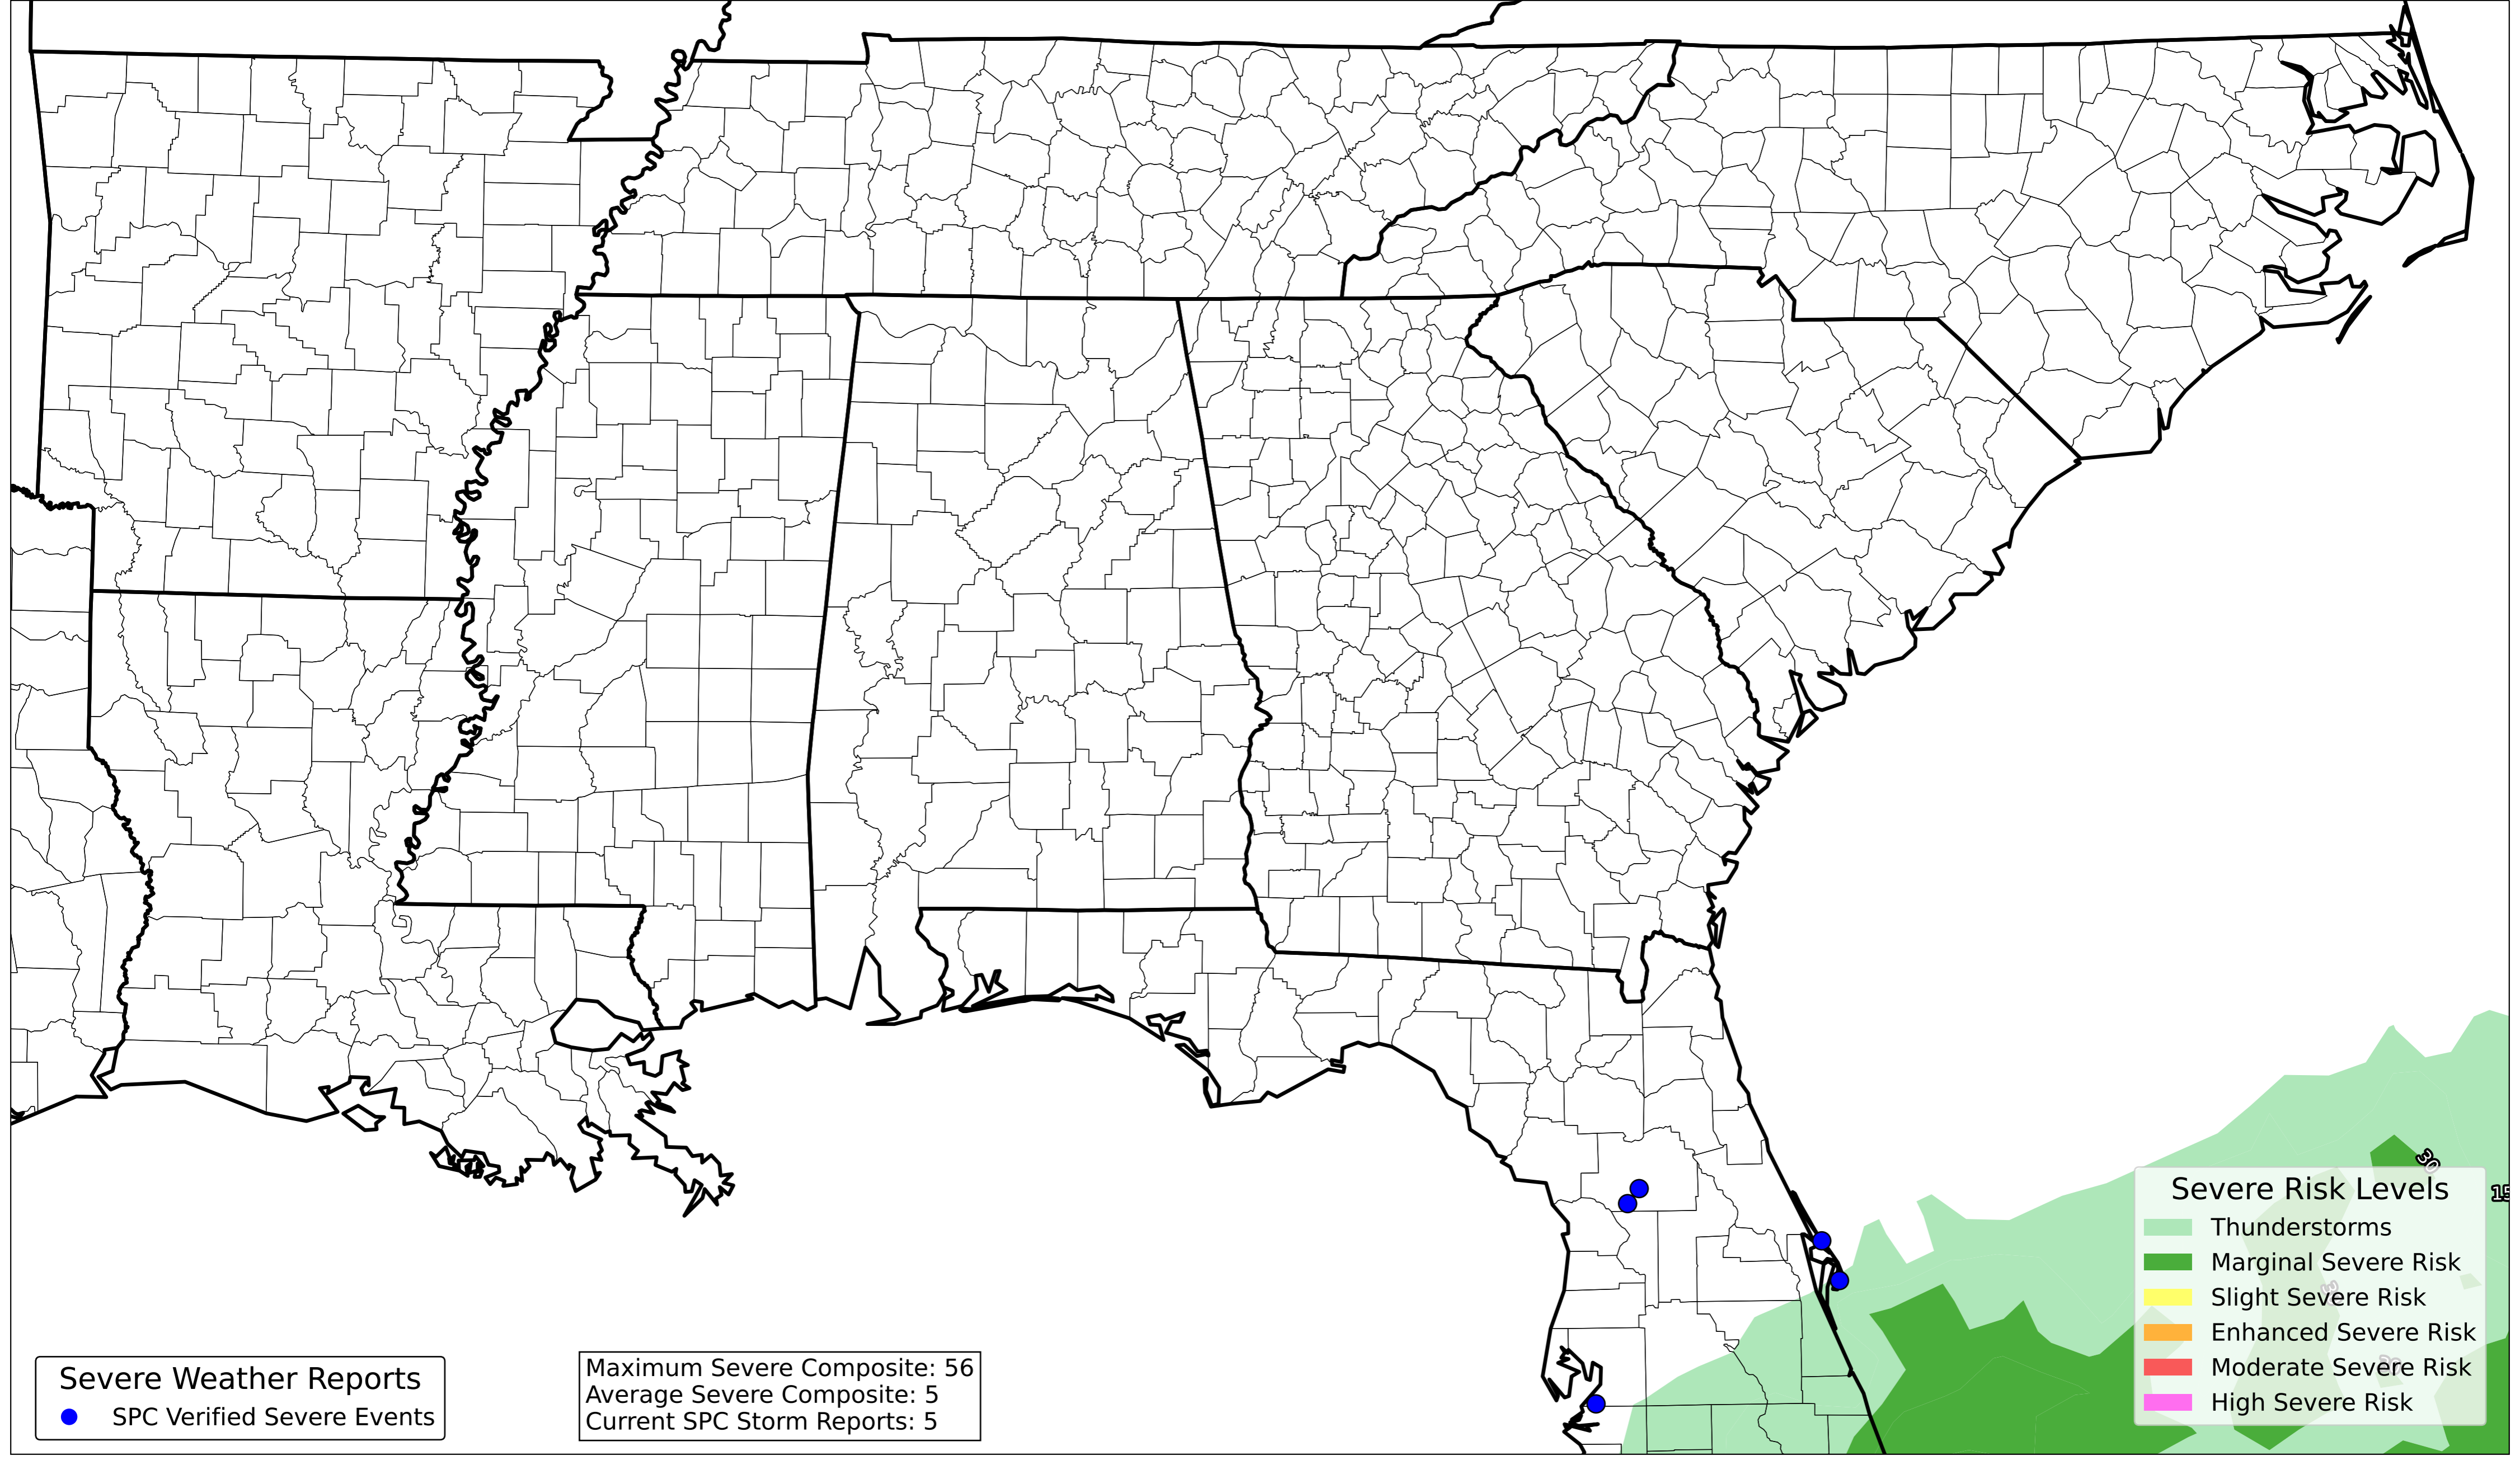 30
15
Severe Risk Levels
Thunderstorms
Marginal Severe Risk
Slight Severe Risk
Enhanced Severe Risk
Moderate Severe Risk
High Severe Risk
Severe Weather Reports
SPC Verified Severe Events
Maximum Severe Composite: 56
Average Severe Composite: 5
Current SPC Storm Reports: 5